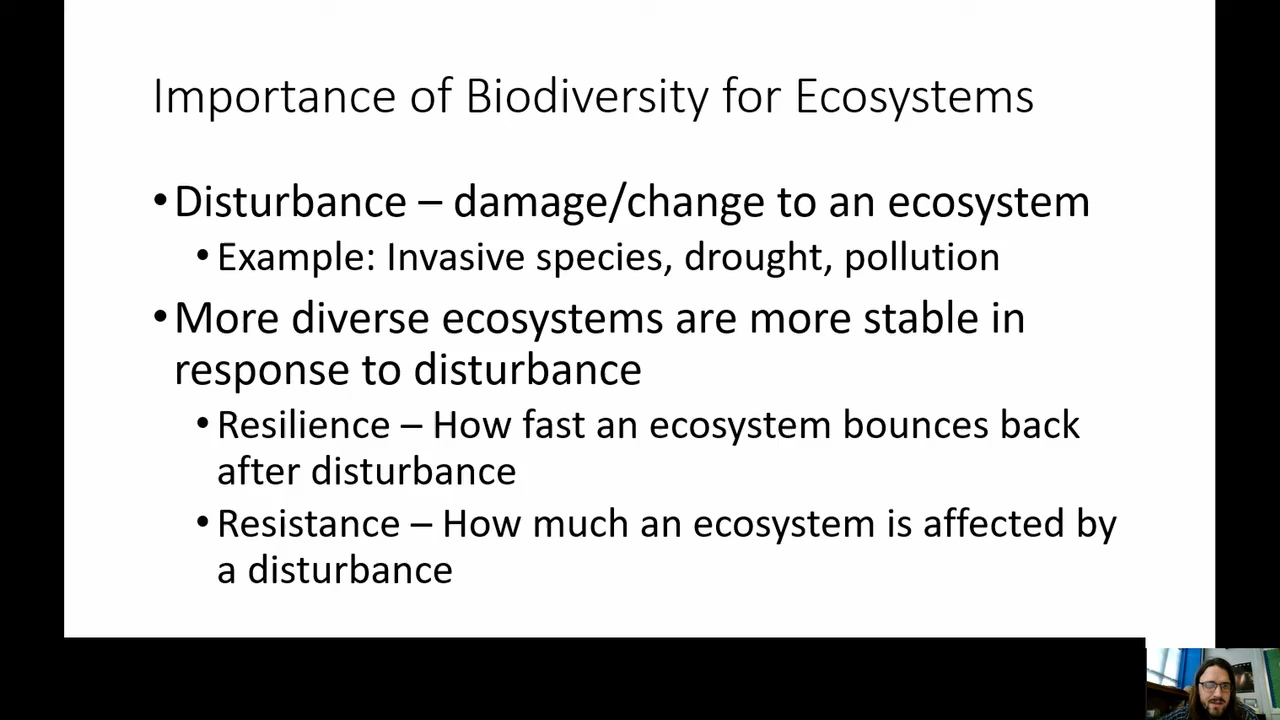 Importance of Biodiversity for Ecosystems
•Disturbance – damage/change to an ecosystem
•Example: Invasive species, drought, pollution
•More diverse ecosystems are more stable in
response to disturbance
•Resilience – How fast an ecosystem bounces back
after disturbance
•Resistance – How much an ecosystem is affected by
a disturbance